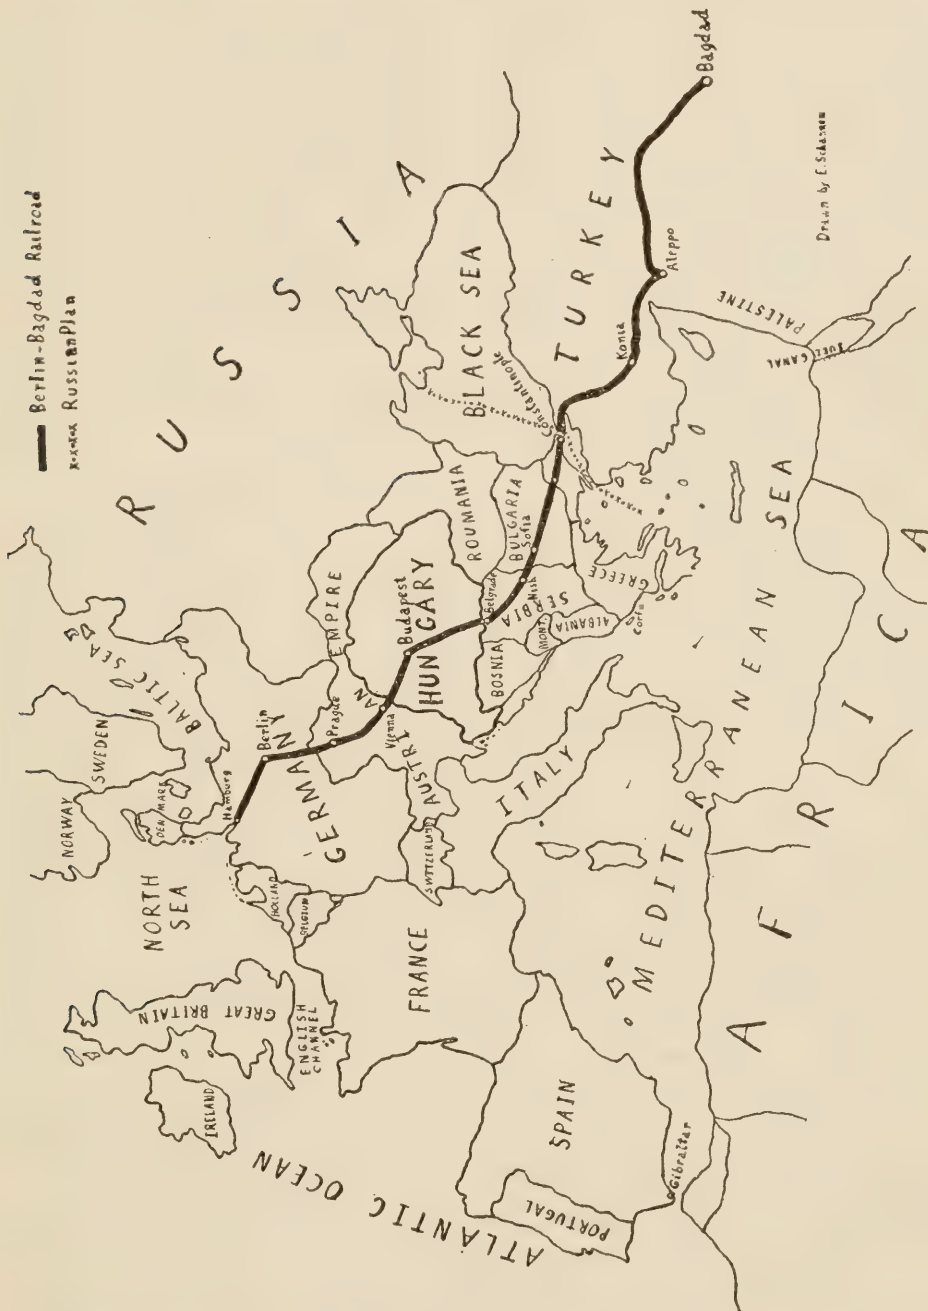 Berlin-Bagdad Railroad
x-x-x-x Russian Plan
NORWAY
SWEDEN
DENMARK
BALTIC SEA
RUSSIA
NORTH
SEA
GREAT BRITAIN
IRELAND
ENGLISH
CHANNEL
ATLANTIC OCEAN
HOLLAND
BELGIUM
Hamburg
Berlin
GERMANY
Prague
Vienna
AUSTRIAN EMPIRE
Budapest
HUNGARY
FRANCE
SWITZERLAND
ITALY
BOSNIA
Belgrade
SERBIA
Nish
MONT.
ALBANIA
Corfu
GREECE
ROUMANIA
BULGARIA
Sofia
BLACK SEA
Constantinople
TURKEY
Konia
Aleppo
Bagdad
PALESTINE
SUEZ CANAL
SPAIN
PORTUGAL
Gibraltar
MEDITERRANEAN SEA
AFRICA
Drawn by E.